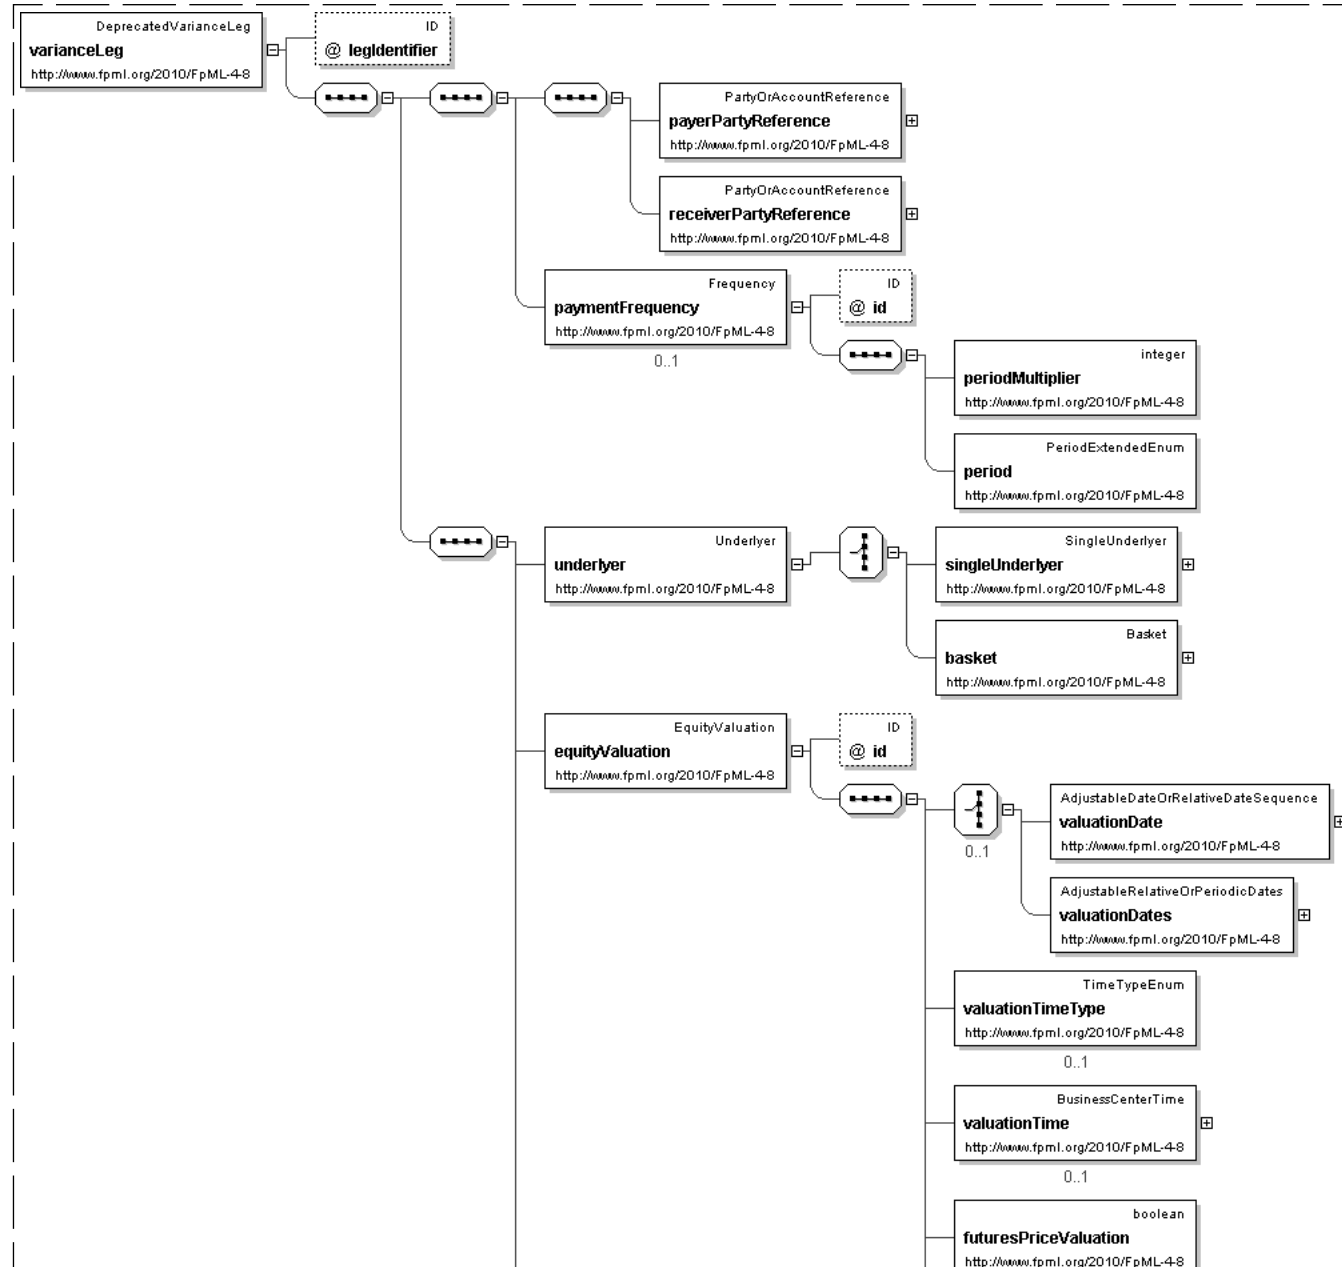 DeprecatedVarianceLeg
varianceLeg
http://www.fpml.org/2010/FpML-4-8
ID
@ legIdentifier
PartyOrAccountReference
payerPartyReference
http://www.fpml.org/2010/FpML-4-8
PartyOrAccountReference
receiverPartyReference
http://www.fpml.org/2010/FpML-4-8
Frequency
paymentFrequency
http://www.fpml.org/2010/FpML-4-8
0..1
ID
@ id
integer
periodMultiplier
http://www.fpml.org/2010/FpML-4-8
PeriodExtendedEnum
period
http://www.fpml.org/2010/FpML-4-8
Underlyer
underlyer
http://www.fpml.org/2010/FpML-4-8
SingleUnderlyer
singleUnderlyer
http://www.fpml.org/2010/FpML-4-8
Basket
basket
http://www.fpml.org/2010/FpML-4-8
EquityValuation
equityValuation
http://www.fpml.org/2010/FpML-4-8
ID
@ id
0..1
AdjustableDateOrRelativeDateSequence
valuationDate
http://www.fpml.org/2010/FpML-4-8
AdjustableRelativeOrPeriodicDates
valuationDates
http://www.fpml.org/2010/FpML-4-8
TimeTypeEnum
valuationTimeType
http://www.fpml.org/2010/FpML-4-8
0..1
BusinessCenterTime
valuationTime
http://www.fpml.org/2010/FpML-4-8
0..1
boolean
futuresPriceValuation
http://www.fpml.org/2010/FpML-4-8